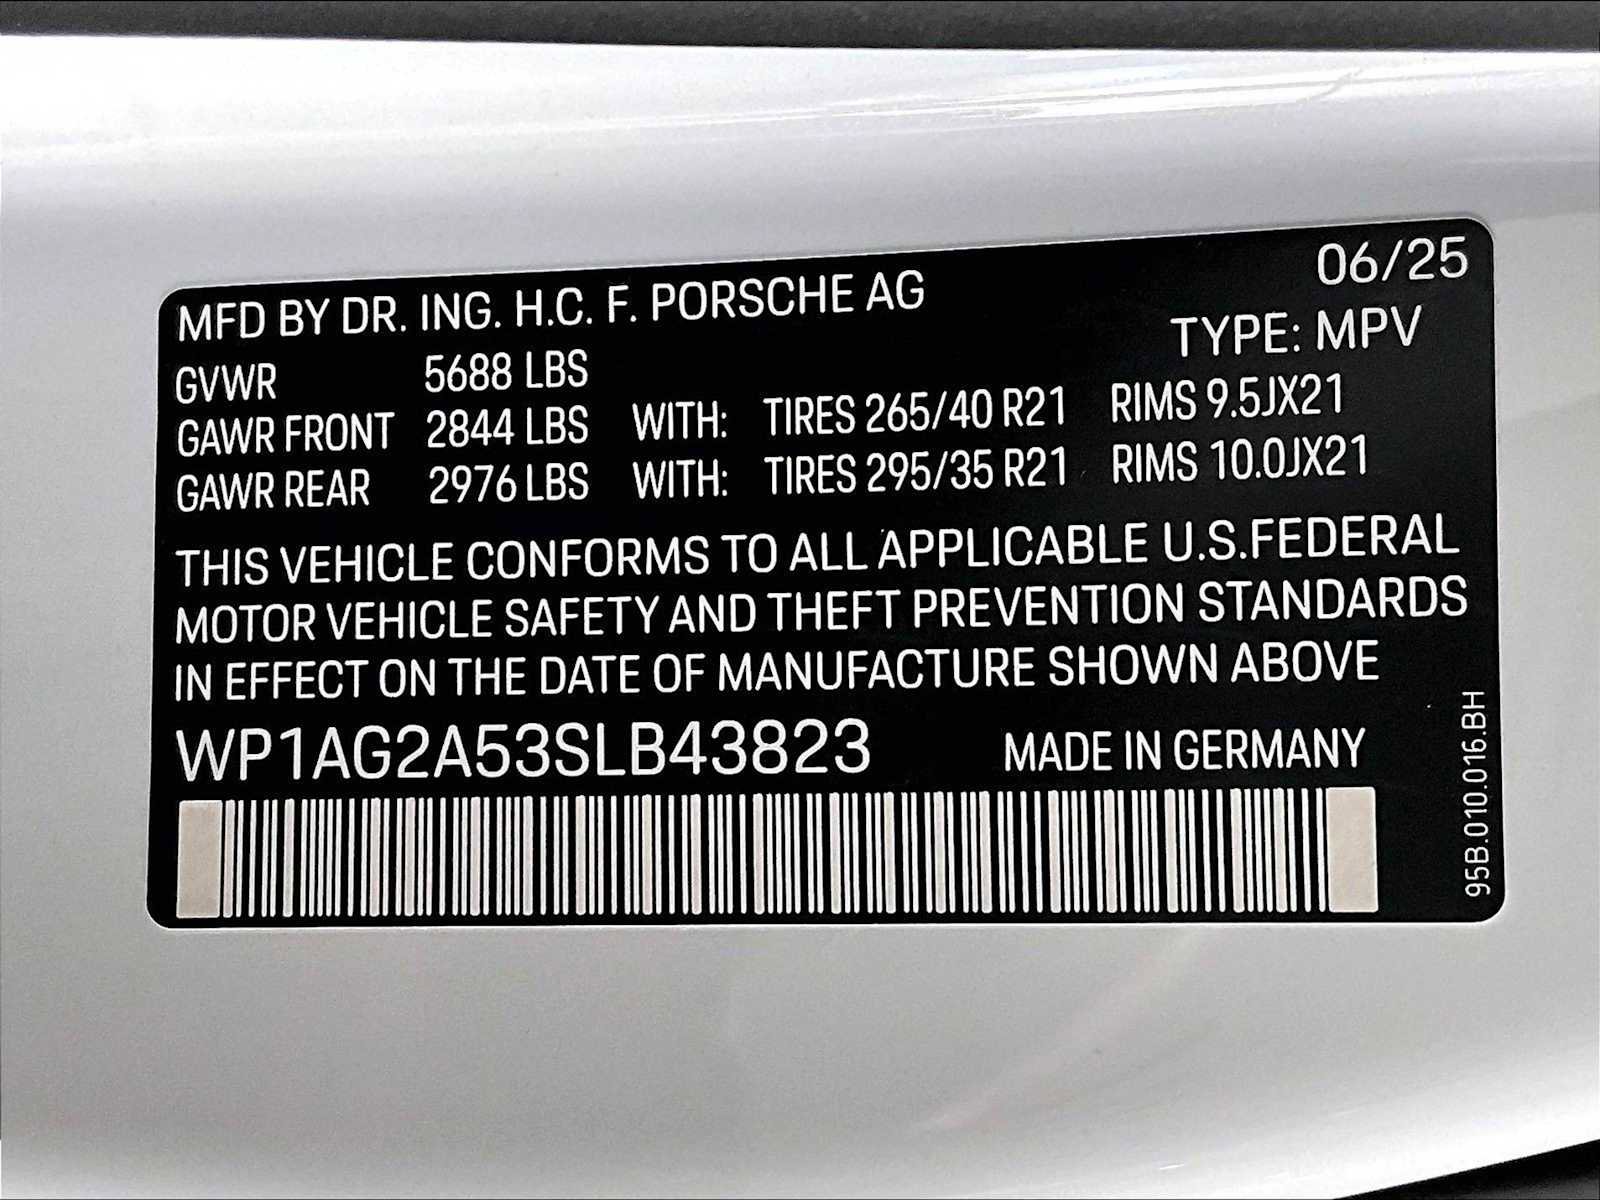 MFD BY DR. ING. H.C. F. PORSCHE AG 06/25
TYPE: MPV
GVWR 5688 LBS
GAWR FRONT 2844 LBS WITH: TIRES 265/40 R21 RIMS 9.5JX21
GAWR REAR 2976 LBS WITH: TIRES 295/35 R21 RIMS 10.0JX21
THIS VEHICLE CONFORMS TO ALL APPLICABLE U.S.FEDERAL
MOTOR VEHICLE SAFETY AND THEFT PREVENTION STANDARDS
IN EFFECT ON THE DATE OF MANUFACTURE SHOWN ABOVE
WP1AG2A53SLB43823 MADE IN GERMANY
95B.010.016.BH